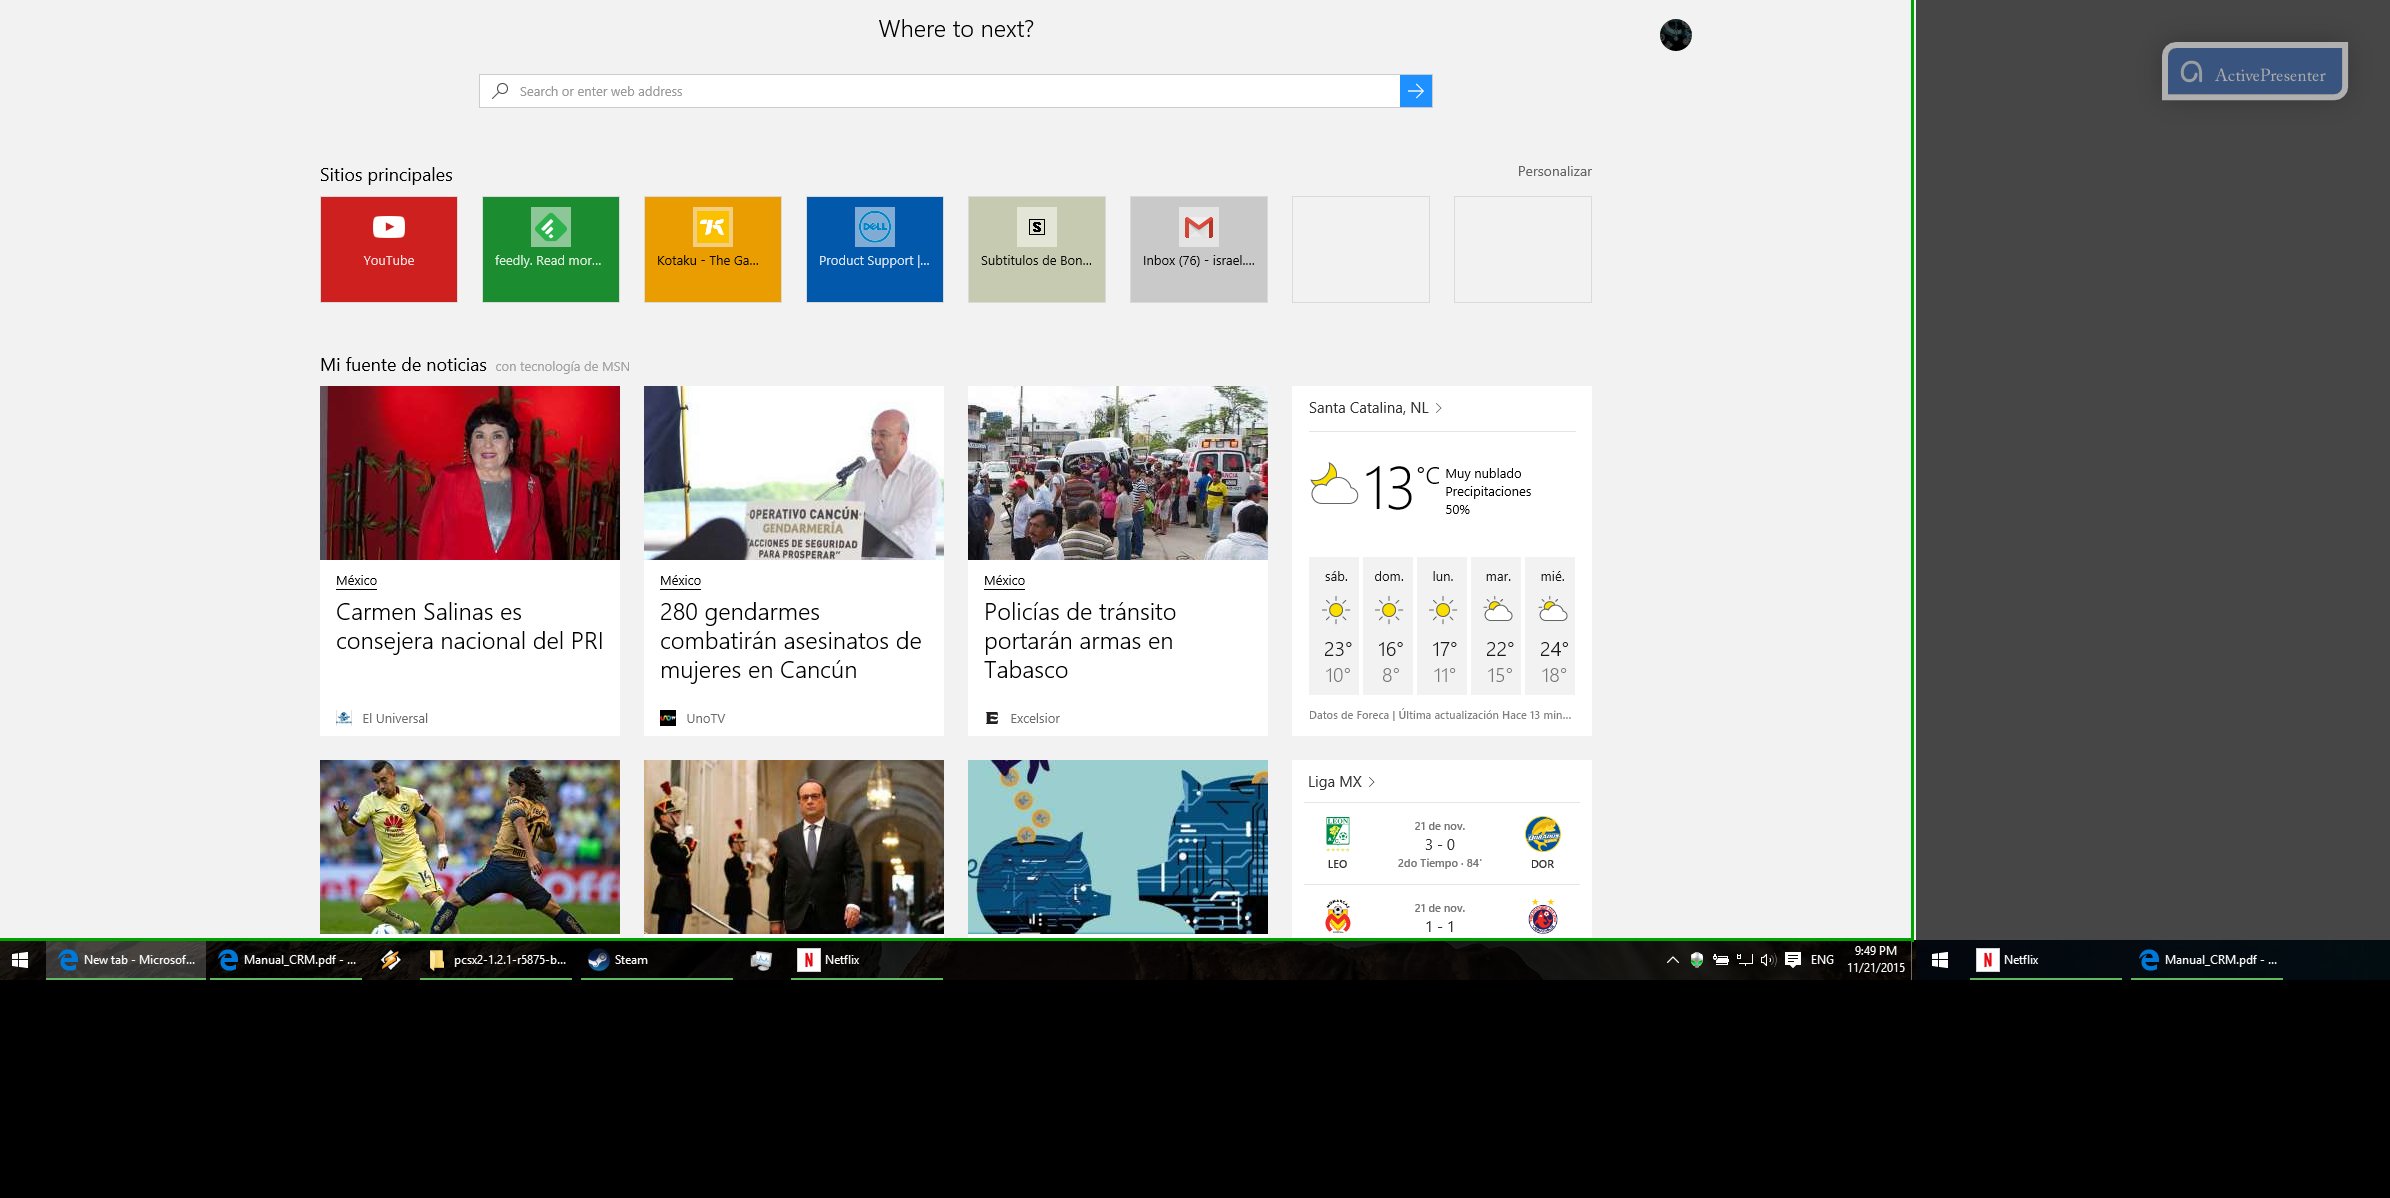 Where to next?
ActivePresenter
Search or enter web address
Sitios principales
Personalizar
YouTube
feedly. Read mor...
Kotaku - The Ga...
DELL
Product Support |...
S
Subtitulos de Bon...
Inbox (76) - israel....
Mi fuente de noticias con tecnología de MSN
OPERATIVO CANCÚN
GENDARMERÍA
"ACCIONES DE SEGURIDAD
PARA PROSPERAR"
México
Carmen Salinas es
consejera nacional del PRI
El Universal
México
280 gendarmes
combatirán asesinatos de
mujeres en Cancún
UnoTV
México
Policías de tránsito
portarán armas en
Tabasco
Excelsior
Santa Catalina, NL
13 °C
Muy nublado
Precipitaciones
50%
sáb. dom. lun. mar. mié.
23° 16° 17° 22° 24°
10° 8° 11° 15° 18°
Datos de Foreca | Última actualización Hace 13 min...
Liga MX
21 de nov.
3 - 0
2do Tiempo · 84'
LEO
DOR
21 de nov.
1 - 1
New tab - Microsof...
Manual_CRM.pdf - ...
pcsx2-1.2.1-r5875-b...
Steam
Netflix
ENG
9:49 PM
11/21/2015
Netflix
Manual_CRM.pdf - ...